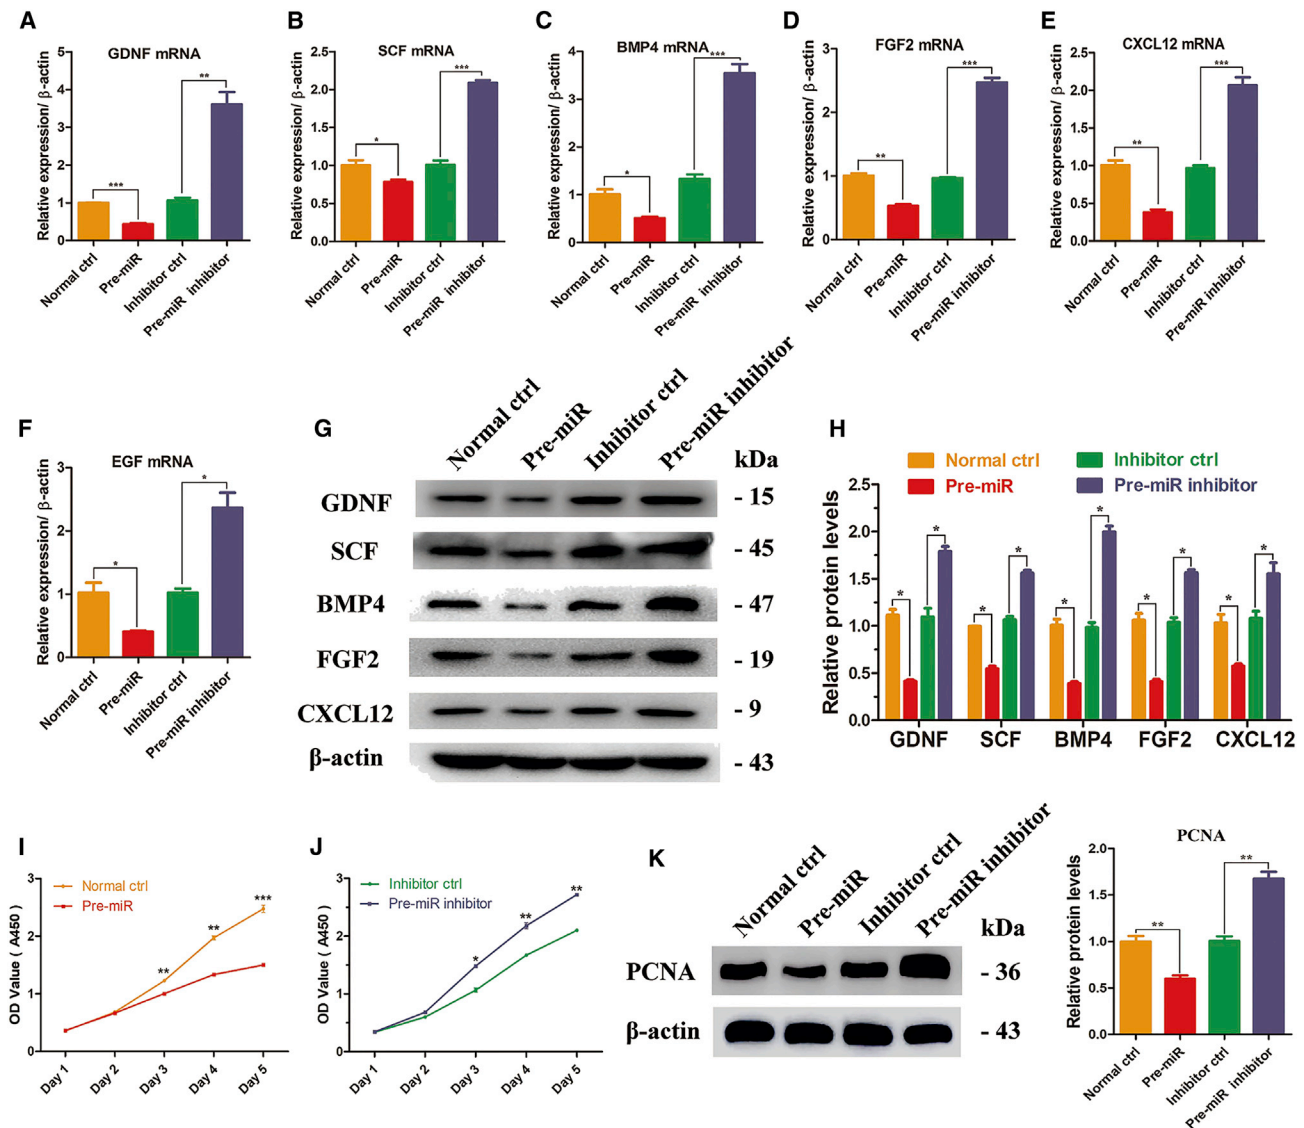 A
GDNF mRNA
Relative expression/ β-actin
5
4
3
2
1
0
***
**
Normal ctrl
Pre-miR
Inhibitor ctrl
Pre-miR inhibitor
B
SCF mRNA
Relative expression/ β-actin
2.5
2.0
1.5
1.0
0.5
0.0
*
***
Normal ctrl
Pre-miR
Inhibitor ctrl
Pre-miR inhibitor
C
BMP4 mRNA
Relative expression/ β-actin
4
3
2
1
0
*
***
Normal ctrl
Pre-miR
Inhibitor ctrl
Pre-miR inhibitor
D
FGF2 mRNA
Relative expression/ β-actin
3
2
1
0
**
***
Normal ctrl
Pre-miR
Inhibitor ctrl
Pre-miR inhibitor
E
CXCL12 mRNA
Relative expression/ β-actin
2.5
2.0
1.5
1.0
0.5
0.0
**
***
Normal ctrl
Pre-miR
Inhibitor ctrl
Pre-miR inhibitor
F
EGF mRNA
Relative expression/ β-actin
3
2
1
0
*
*
Normal ctrl
Pre-miR
Inhibitor ctrl
Pre-miR inhibitor
G
Normal ctrl
Pre-miR
Inhibitor ctrl
Pre-miR inhibitor
kDa
GDNF - 15
SCF - 45
BMP4 - 47
FGF2 - 19
CXCL12 - 9
β-actin - 43
H
Normal ctrl
Inhibitor ctrl
Pre-miR
Pre-miR inhibitor
Relative protein levels
2.5
2.0
1.5
1.0
0.5
0.0
* * * * * * * * * *
GDNF SCF BMP4 FGF2 CXCL12
I
Normal ctrl
Pre-miR
OD Value ( A450 )
3
2
1
0
** ** ***
Day 1 Day 2 Day 3 Day 4 Day 5
J
Inhibitor ctrl
Pre-miR inhibitor
OD Value ( A450 )
3
2
1
0
* ** **
Day 1 Day 2 Day 3 Day 4 Day 5
K
Normal ctrl
Pre-miR
Inhibitor ctrl
Pre-miR inhibitor
kDa
PCNA - 36
β-actin - 43
PCNA
Relative protein levels
2.0
1.5
1.0
0.5
0.0
**
**
Normal ctrl
Pre-miR
Inhibitor ctrl
Pre-miR inhibitor